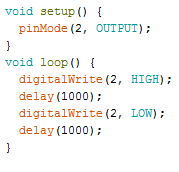 void setup() {
  pinMode(2, OUTPUT);
}
void loop() {
  digitalWrite(2, HIGH);
  delay(1000);
  digitalWrite(2, LOW);
  delay(1000);
}